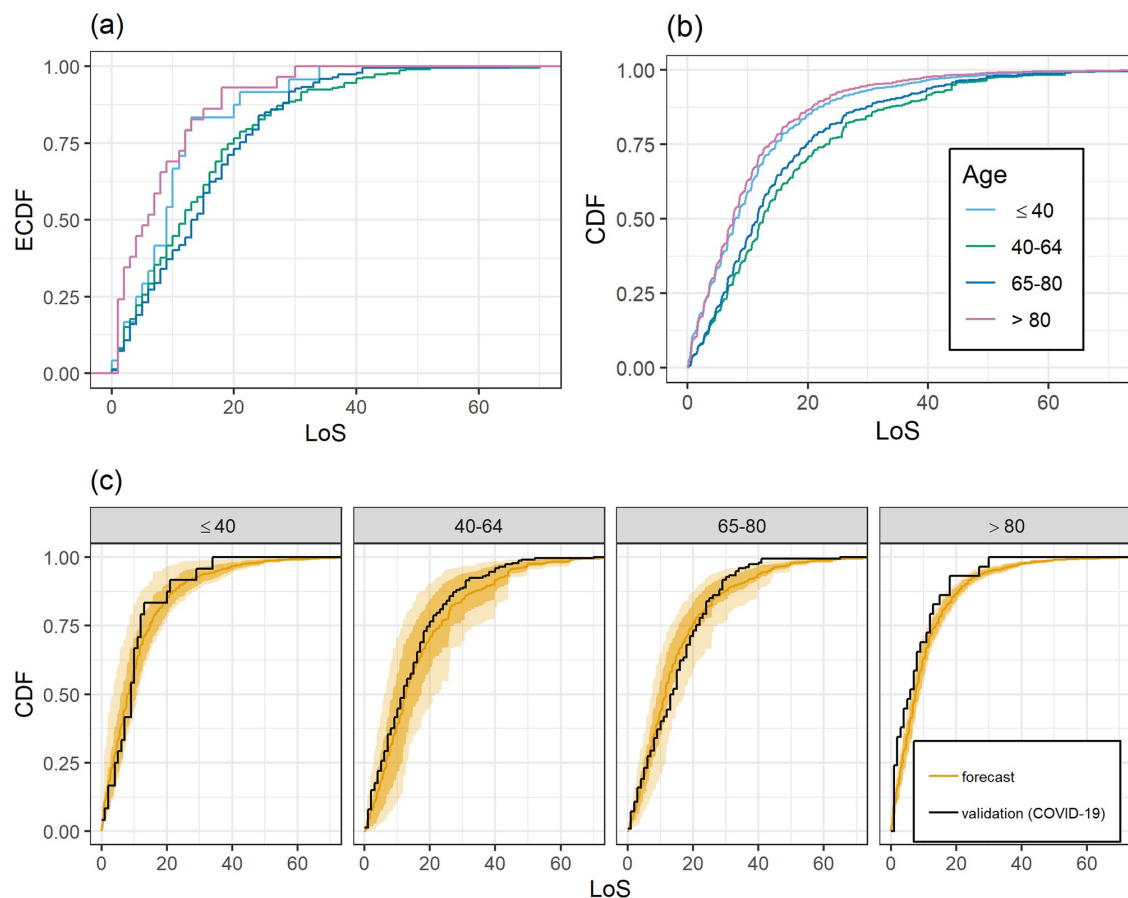 (a)
1.00
0.75
0.50
0.25
0.00
ECDF
0 20 40 60
LoS
(b)
1.00
0.75
0.50
0.25
0.00
CDF
0 20 40 60
LoS
Age
≤ 40
40-64
65-80
> 80
(c)
≤ 40 40-64 65-80 > 80
1.00
0.75
0.50
0.25
0.00
CDF
forecast
validation (COVID-19)
0 20 40 60 0 20 40 60 0 20 40 60 0 20 40 60
LoS